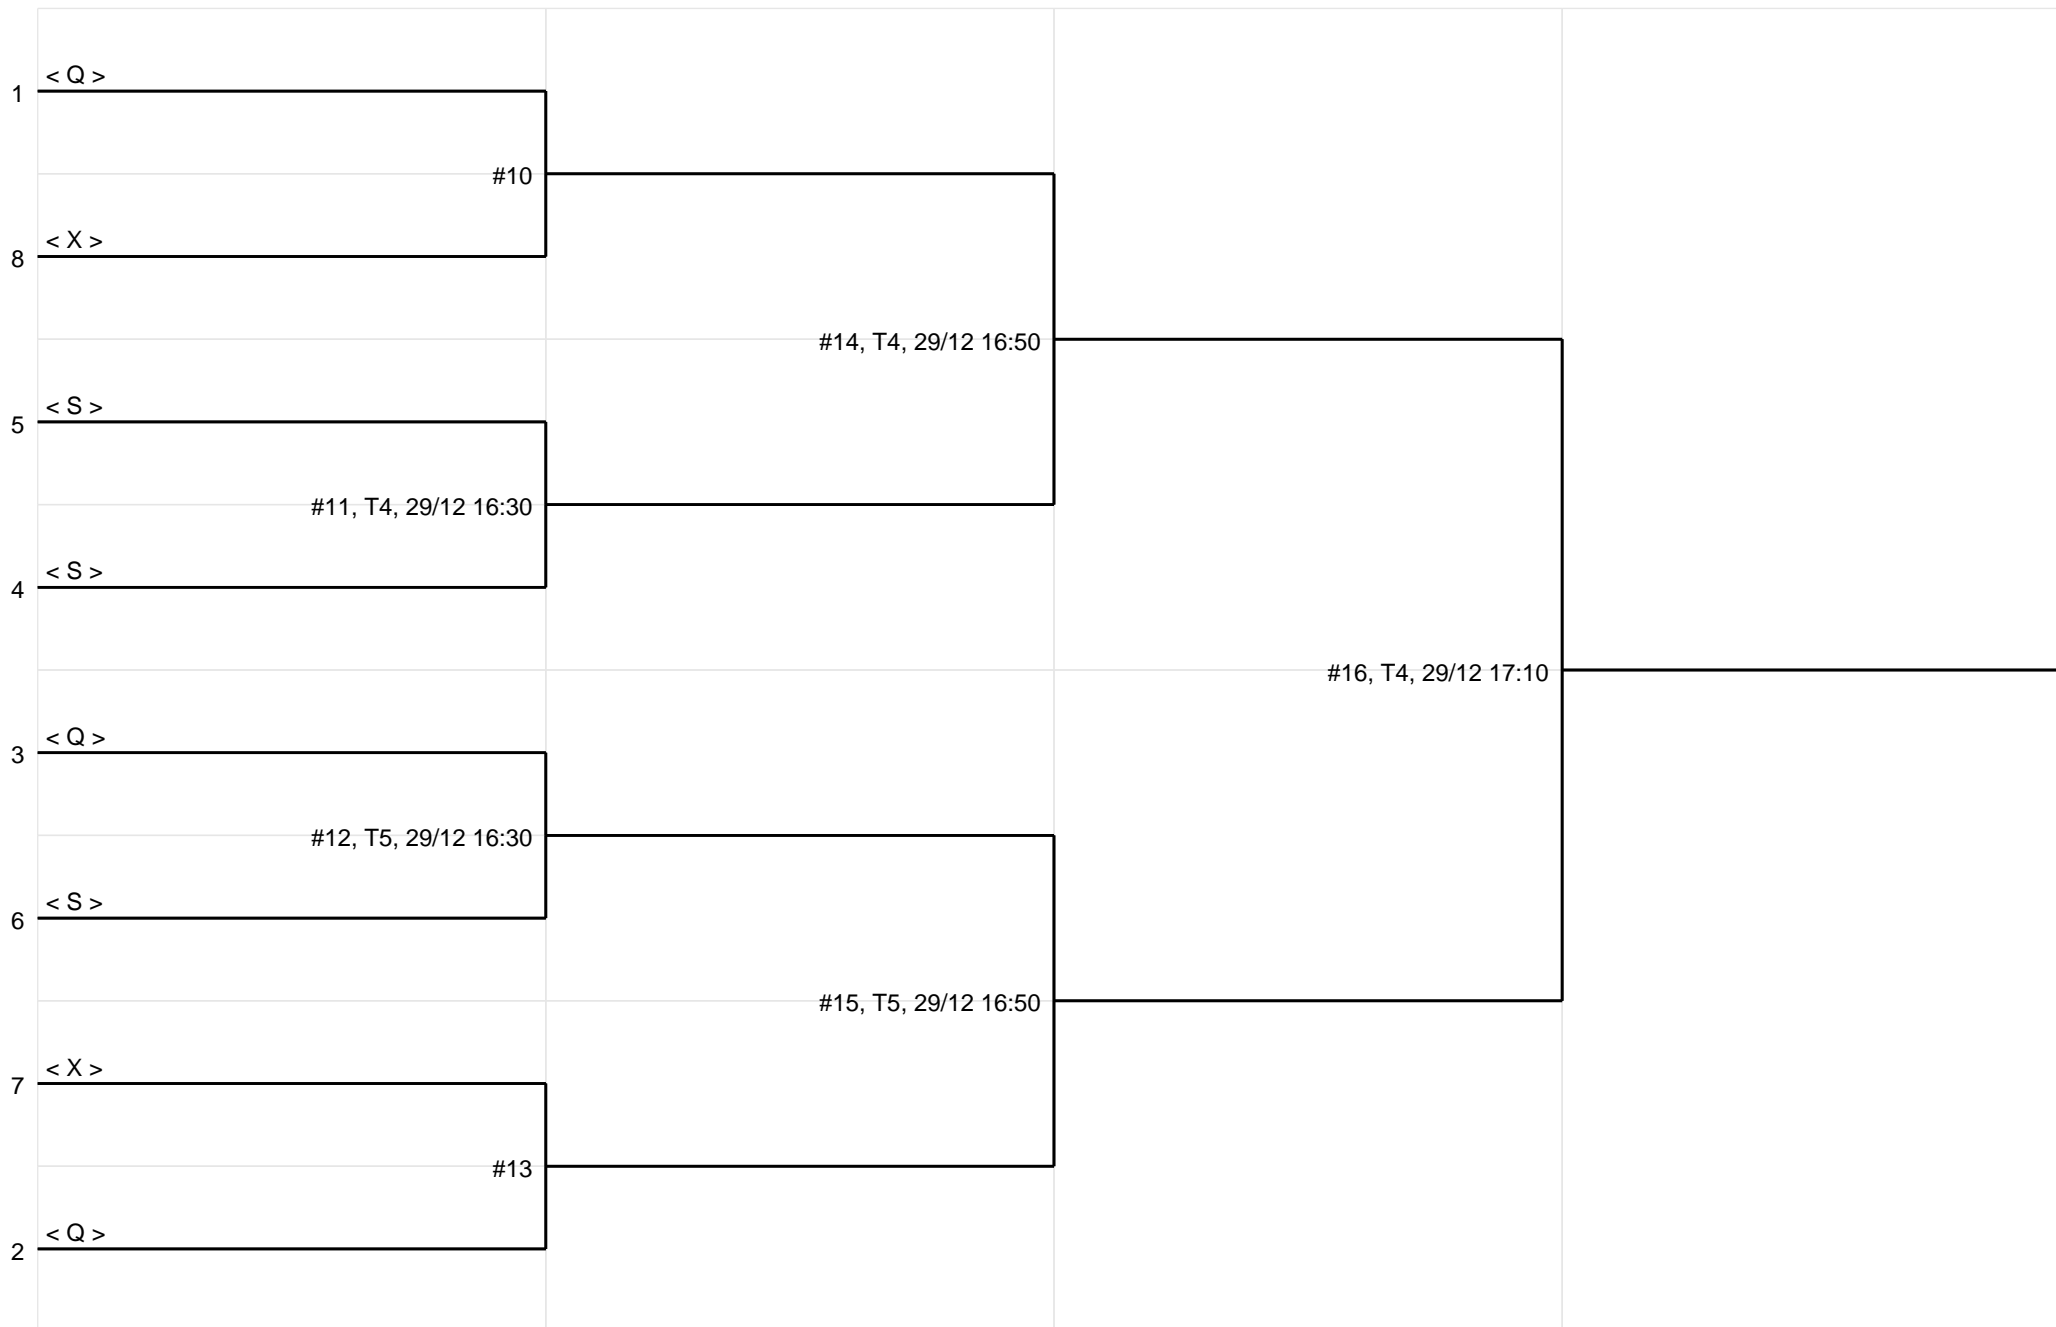 < Q >
1
#10
< X >
8
#14, T4, 29/12 16:50
< S >
5
#11, T4, 29/12 16:30
< S >
4
#16, T4, 29/12 17:10
< Q >
3
#12, T5, 29/12 16:30
< S >
6
#15, T5, 29/12 16:50
< X >
7
#13
< Q >
2